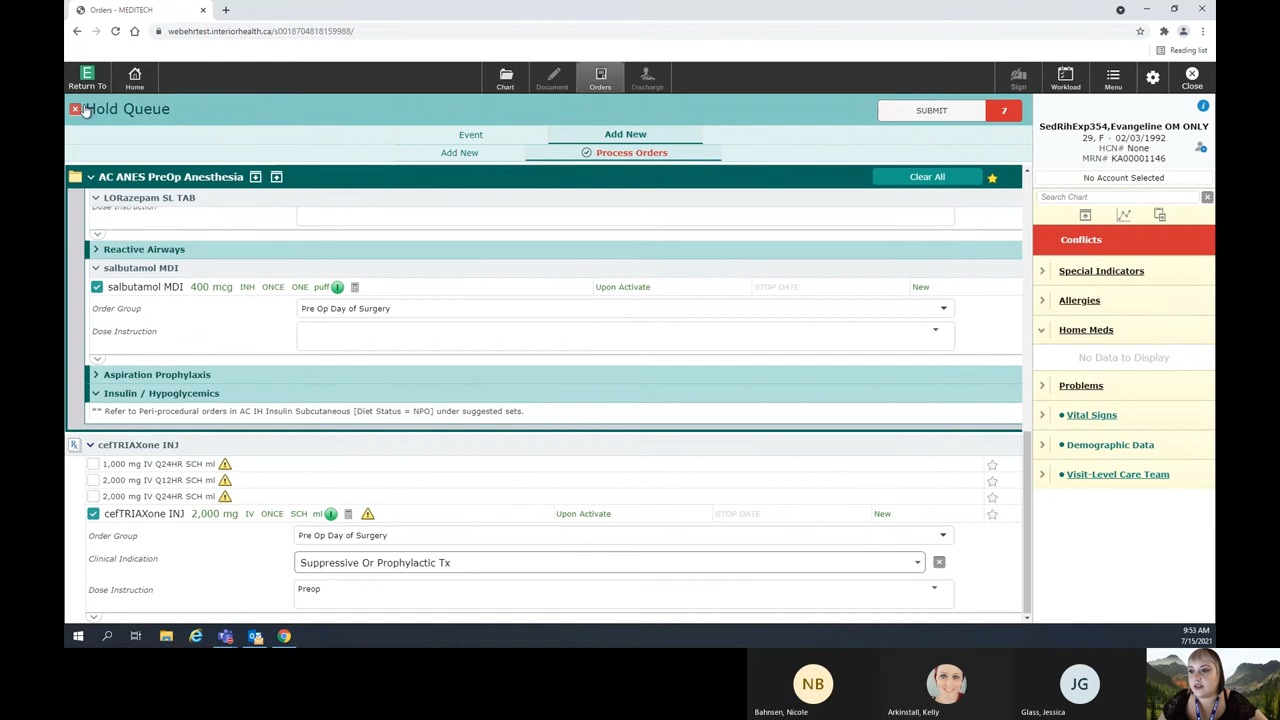 Orders - MEDITECH
webehrtest.interiorhealth.ca/s0018704818159988/
Reading list
Return To
Home
Chart
Document
Orders
Discharge
Sign
Workload
Menu
Close
Hold Queue
SUBMIT 7
Event
Add New
Add New
Process Orders
AC ANES PreOp Anesthesia
Clear All
LORazepam SL TAB
Dose Instruction
Reactive Airways
salbutamol MDI
salbutamol MDI 400 mcg INH ONCE ONE puff Upon Activate STOP DATE New
Order Group Pre Op Day of Surgery
Dose Instruction
Aspiration Prophylaxis
Insulin / Hypoglycemics
** Refer to Peri-procedural orders in AC IH Insulin Subcutaneous [Diet Status = NPO] under suggested sets.
cefTRIAXone INJ
1,000 mg IV Q24HR SCH ml
2,000 mg IV Q12HR SCH ml
2,000 mg IV Q24HR SCH ml
cefTRIAXone INJ 2,000 mg IV ONCE SCH ml Upon Activate STOP DATE New
Order Group Pre Op Day of Surgery
Clinical Indication Suppressive Or Prophylactic Tx
Dose Instruction Preop
SedRihExp354,Evangeline OM ONLY
29, F - 02/03/1992
HCN# None
MRN# KA00001146
No Account Selected
Search Chart
Conflicts
Special Indicators
Allergies
Home Meds
No Data to Display
Problems
Vital Signs
Demographic Data
Visit-Level Care Team
9:53 AM
7/15/2021
NB
Bahnsen, Nicole
Arkinstall, Kelly
JG
Glass, Jessica